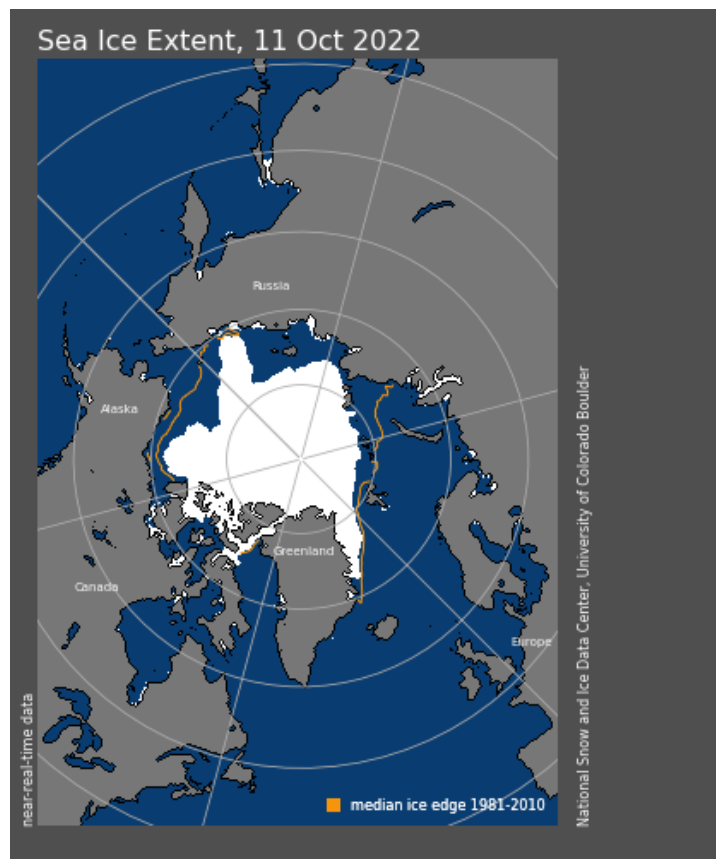 Sea Ice Extent, 11 Oct 2022
Russia
Alaska
Greenland
Canada
Europe
near-real-time data
National Snow and Ice Data Center, University of Colorado Boulder
median ice edge 1981-2010